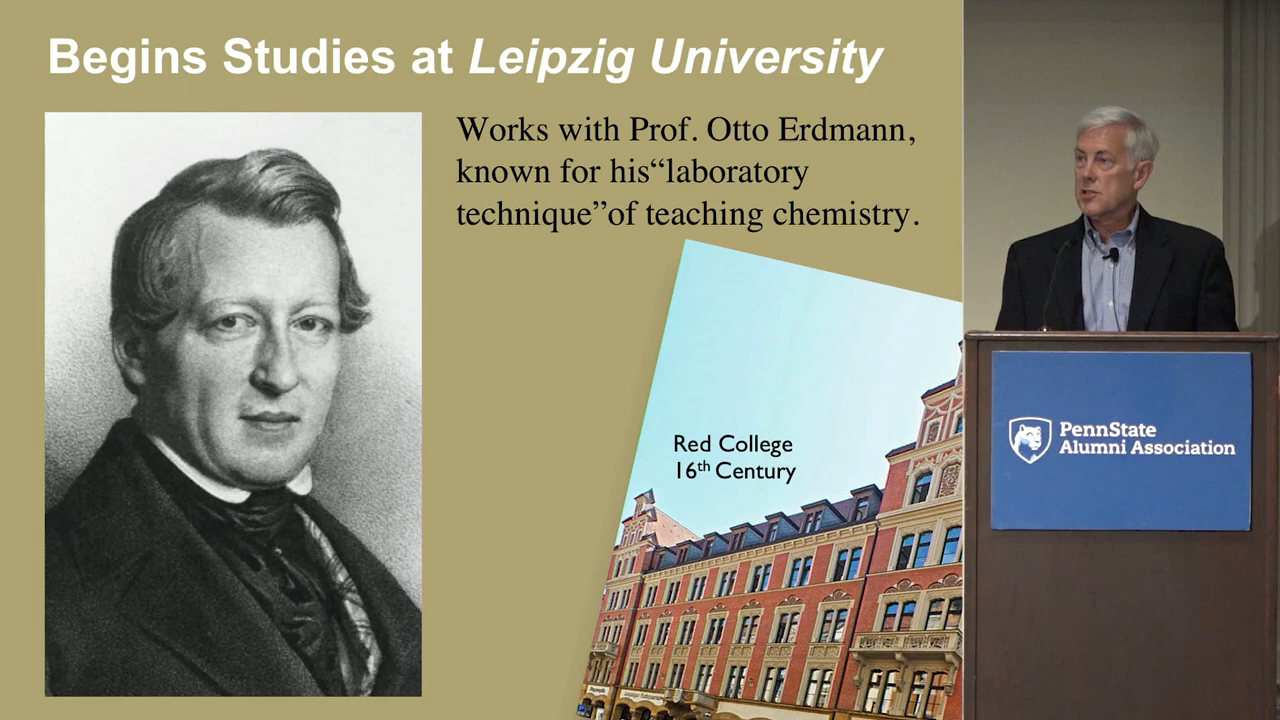 Begins Studies at Leipzig University
Works with Prof. Otto Erdmann,
known for his“laboratory
technique”of teaching chemistry.
Red College
16th Century
PennState
Alumni Association